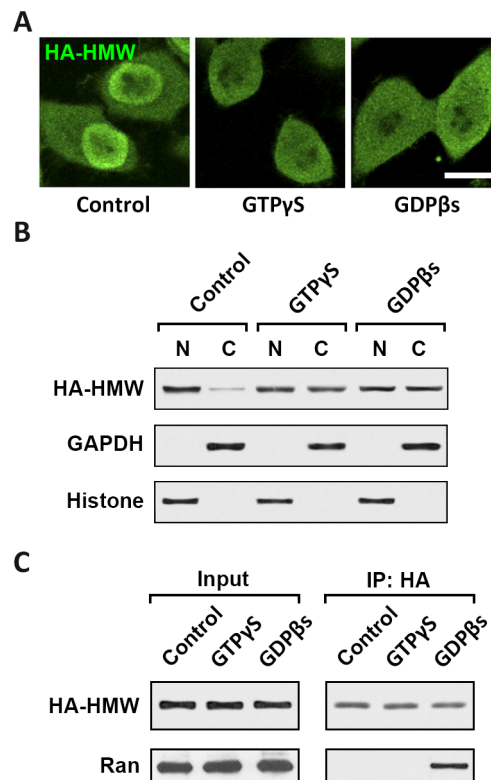 A
HA-HMW
Control GTPγS GDPβs
B
Control GTPγS GDPβs
N C N C N C
HA-HMW
GAPDH
Histone
C
Input IP: HA
Control GTPγS GDPβs Control GTPγS GDPβs
HA-HMW
Ran